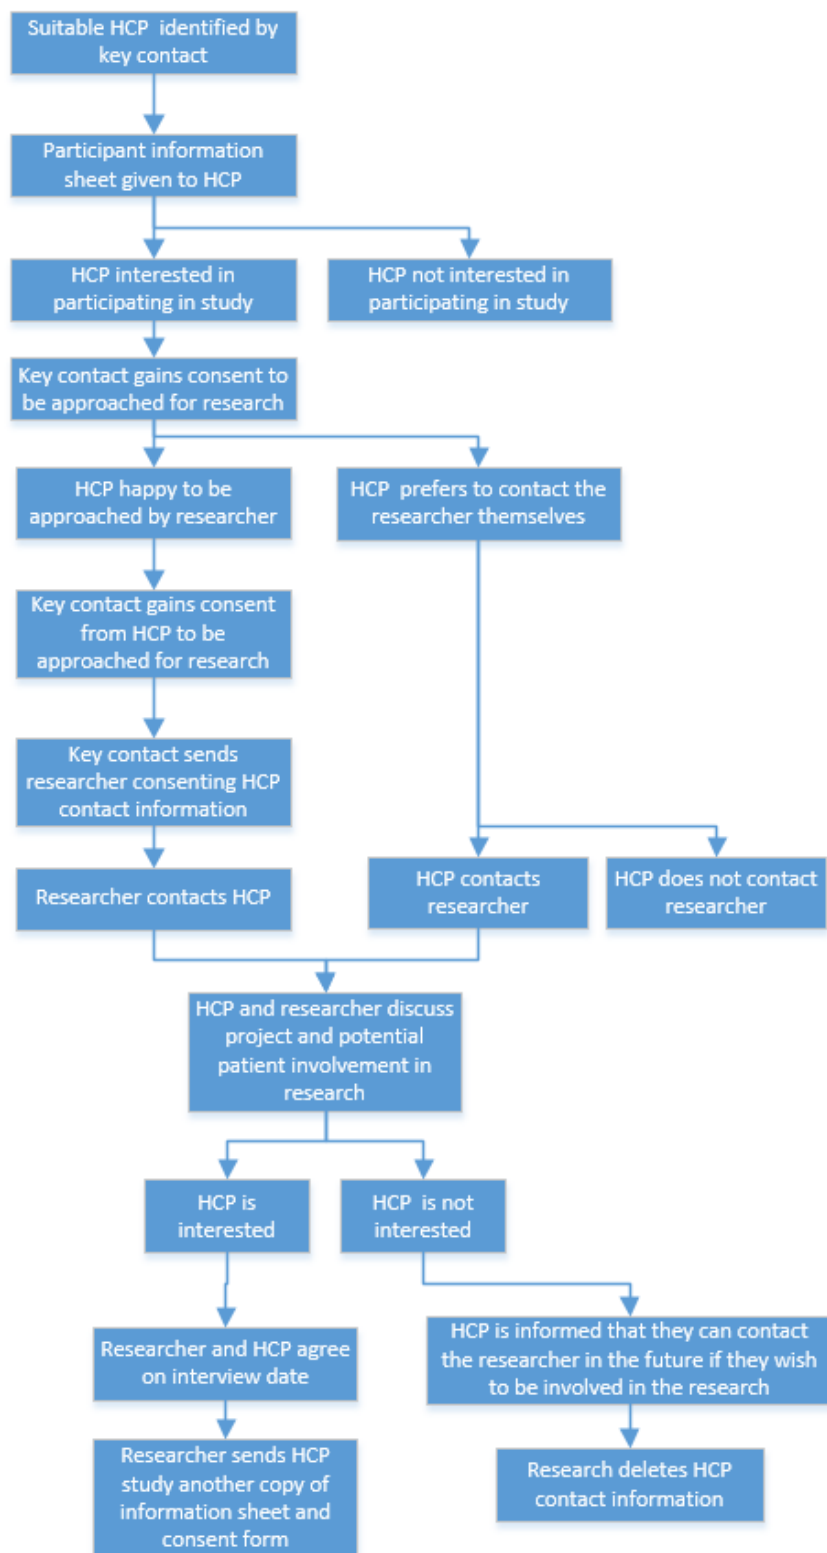 Suitable HCP  identified by
key contact
Participant information
sheet given to HCP
HCP interested in
participating in study
HCP not interested in
participating in study
Key contact gains consent to
be approached for research
HCP happy to be
approached by researcher
HCP  prefers to contact the
researcher themselves
Key contact gains consent
from HCP to be
approached for research
Key contact sends
researcher consenting HCP
contact information
Researcher contacts HCP
HCP contacts
researcher
HCP does not contact
researcher
HCP and researcher discuss
project and potential
patient involvement in
research
HCP is
interested
HCP  is not
interested
Researcher and HCP agree
on interview date
HCP is informed that they can contact
the researcher in the future if they wish
to be involved in the research
Researcher sends HCP
study another copy of
information sheet and
consent form
Research deletes HCP
contact information